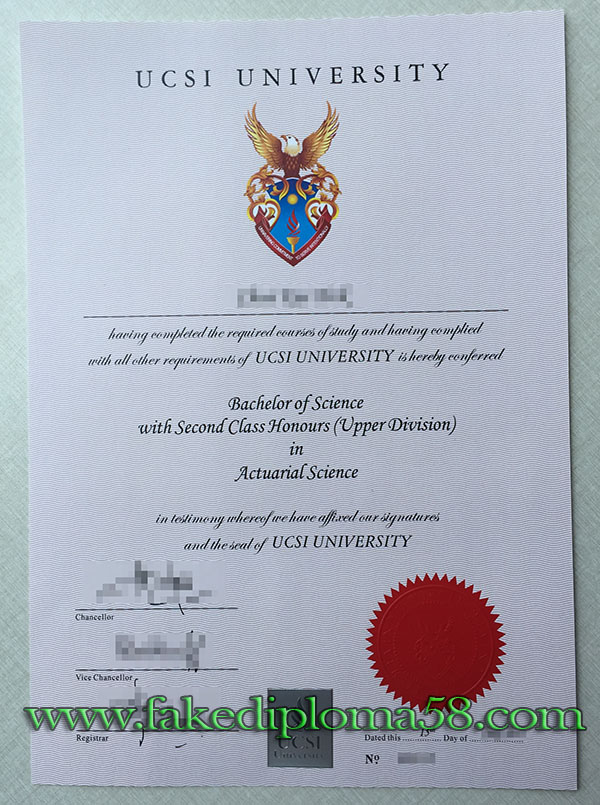 UCSI UNIVERSITY
having completed the required courses of study and having complied
with all other requirements of UCSI UNIVERSITY is hereby conferred
Bachelor of Science
with Second Class Honours (Upper Division)
in
Actuarial Science
in testimony whereof we have affixed our signatures
and the seal of UCSI UNIVERSITY
Chancellor
Vice Chancellor
www.fakediploma58.com
Registrar
UCSI
UNIVERSITY
Dated this 13 Day of
Nº